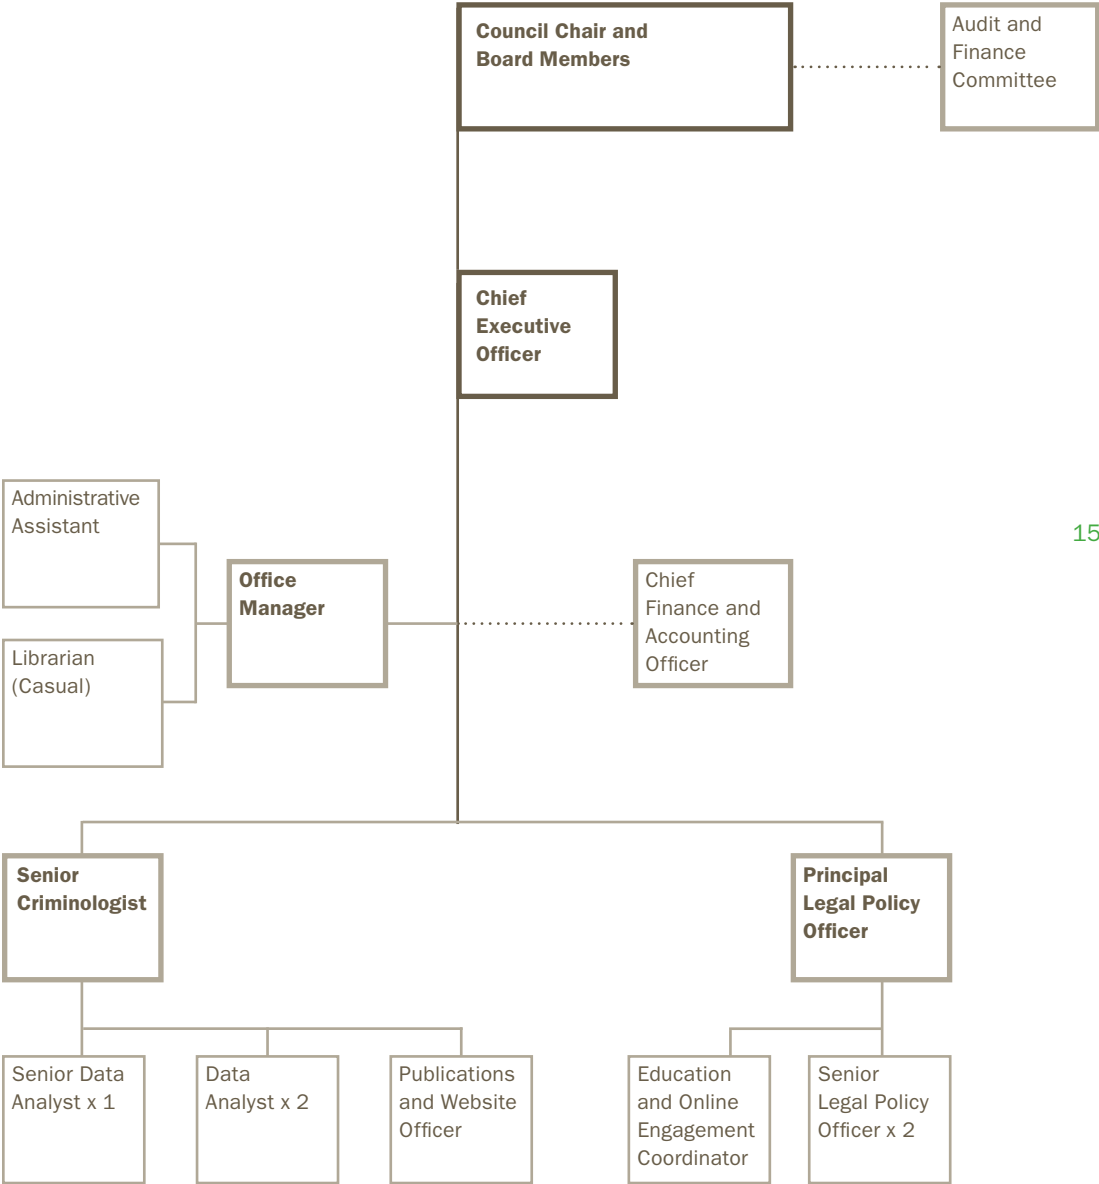 Council Chair and
Board Members
Audit and
Finance
Committee
Chief
Executive
Officer
Administrative
Assistant
15
Office
Manager
Chief
Finance and
Accounting
Officer
Librarian
(Casual)
Senior
Criminologist
Principal
Legal Policy
Officer
Senior Data
Analyst x 1
Data
Analyst x 2
Publications
and Website
Officer
Education
and Online
Engagement
Coordinator
Senior
Legal Policy
Officer x 2